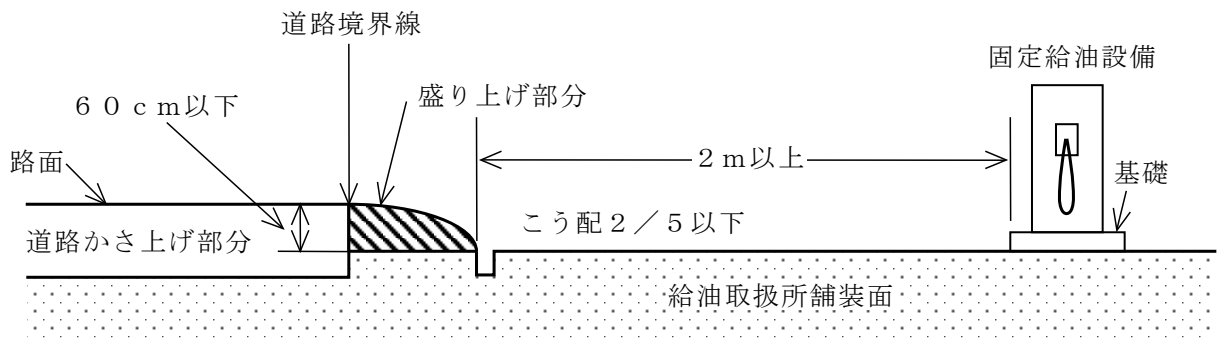 道路境界線
固定給油設備
６０ｃｍ以下
盛り上げ部分
路面
２ｍ以上
基礎
こう配２／５以下
道路かさ上げ部分
給油取扱所舗装面